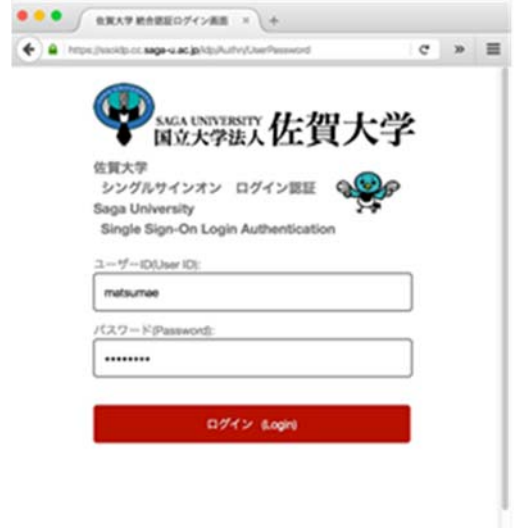 佐賀大学 統合認証ログイン画面
https://ssoidp.cc.saga-u.ac.jp/idp/Authn/UserPassword
SAGA UNIVERSITY
国立大学法人 佐賀大学
佐賀大学
シングルサインオン ログイン認証
Saga University
Single Sign-On Login Authentication
ユーザーID(User ID):
matsumae
パスワード(Password):
••••••••
ログイン (Login)